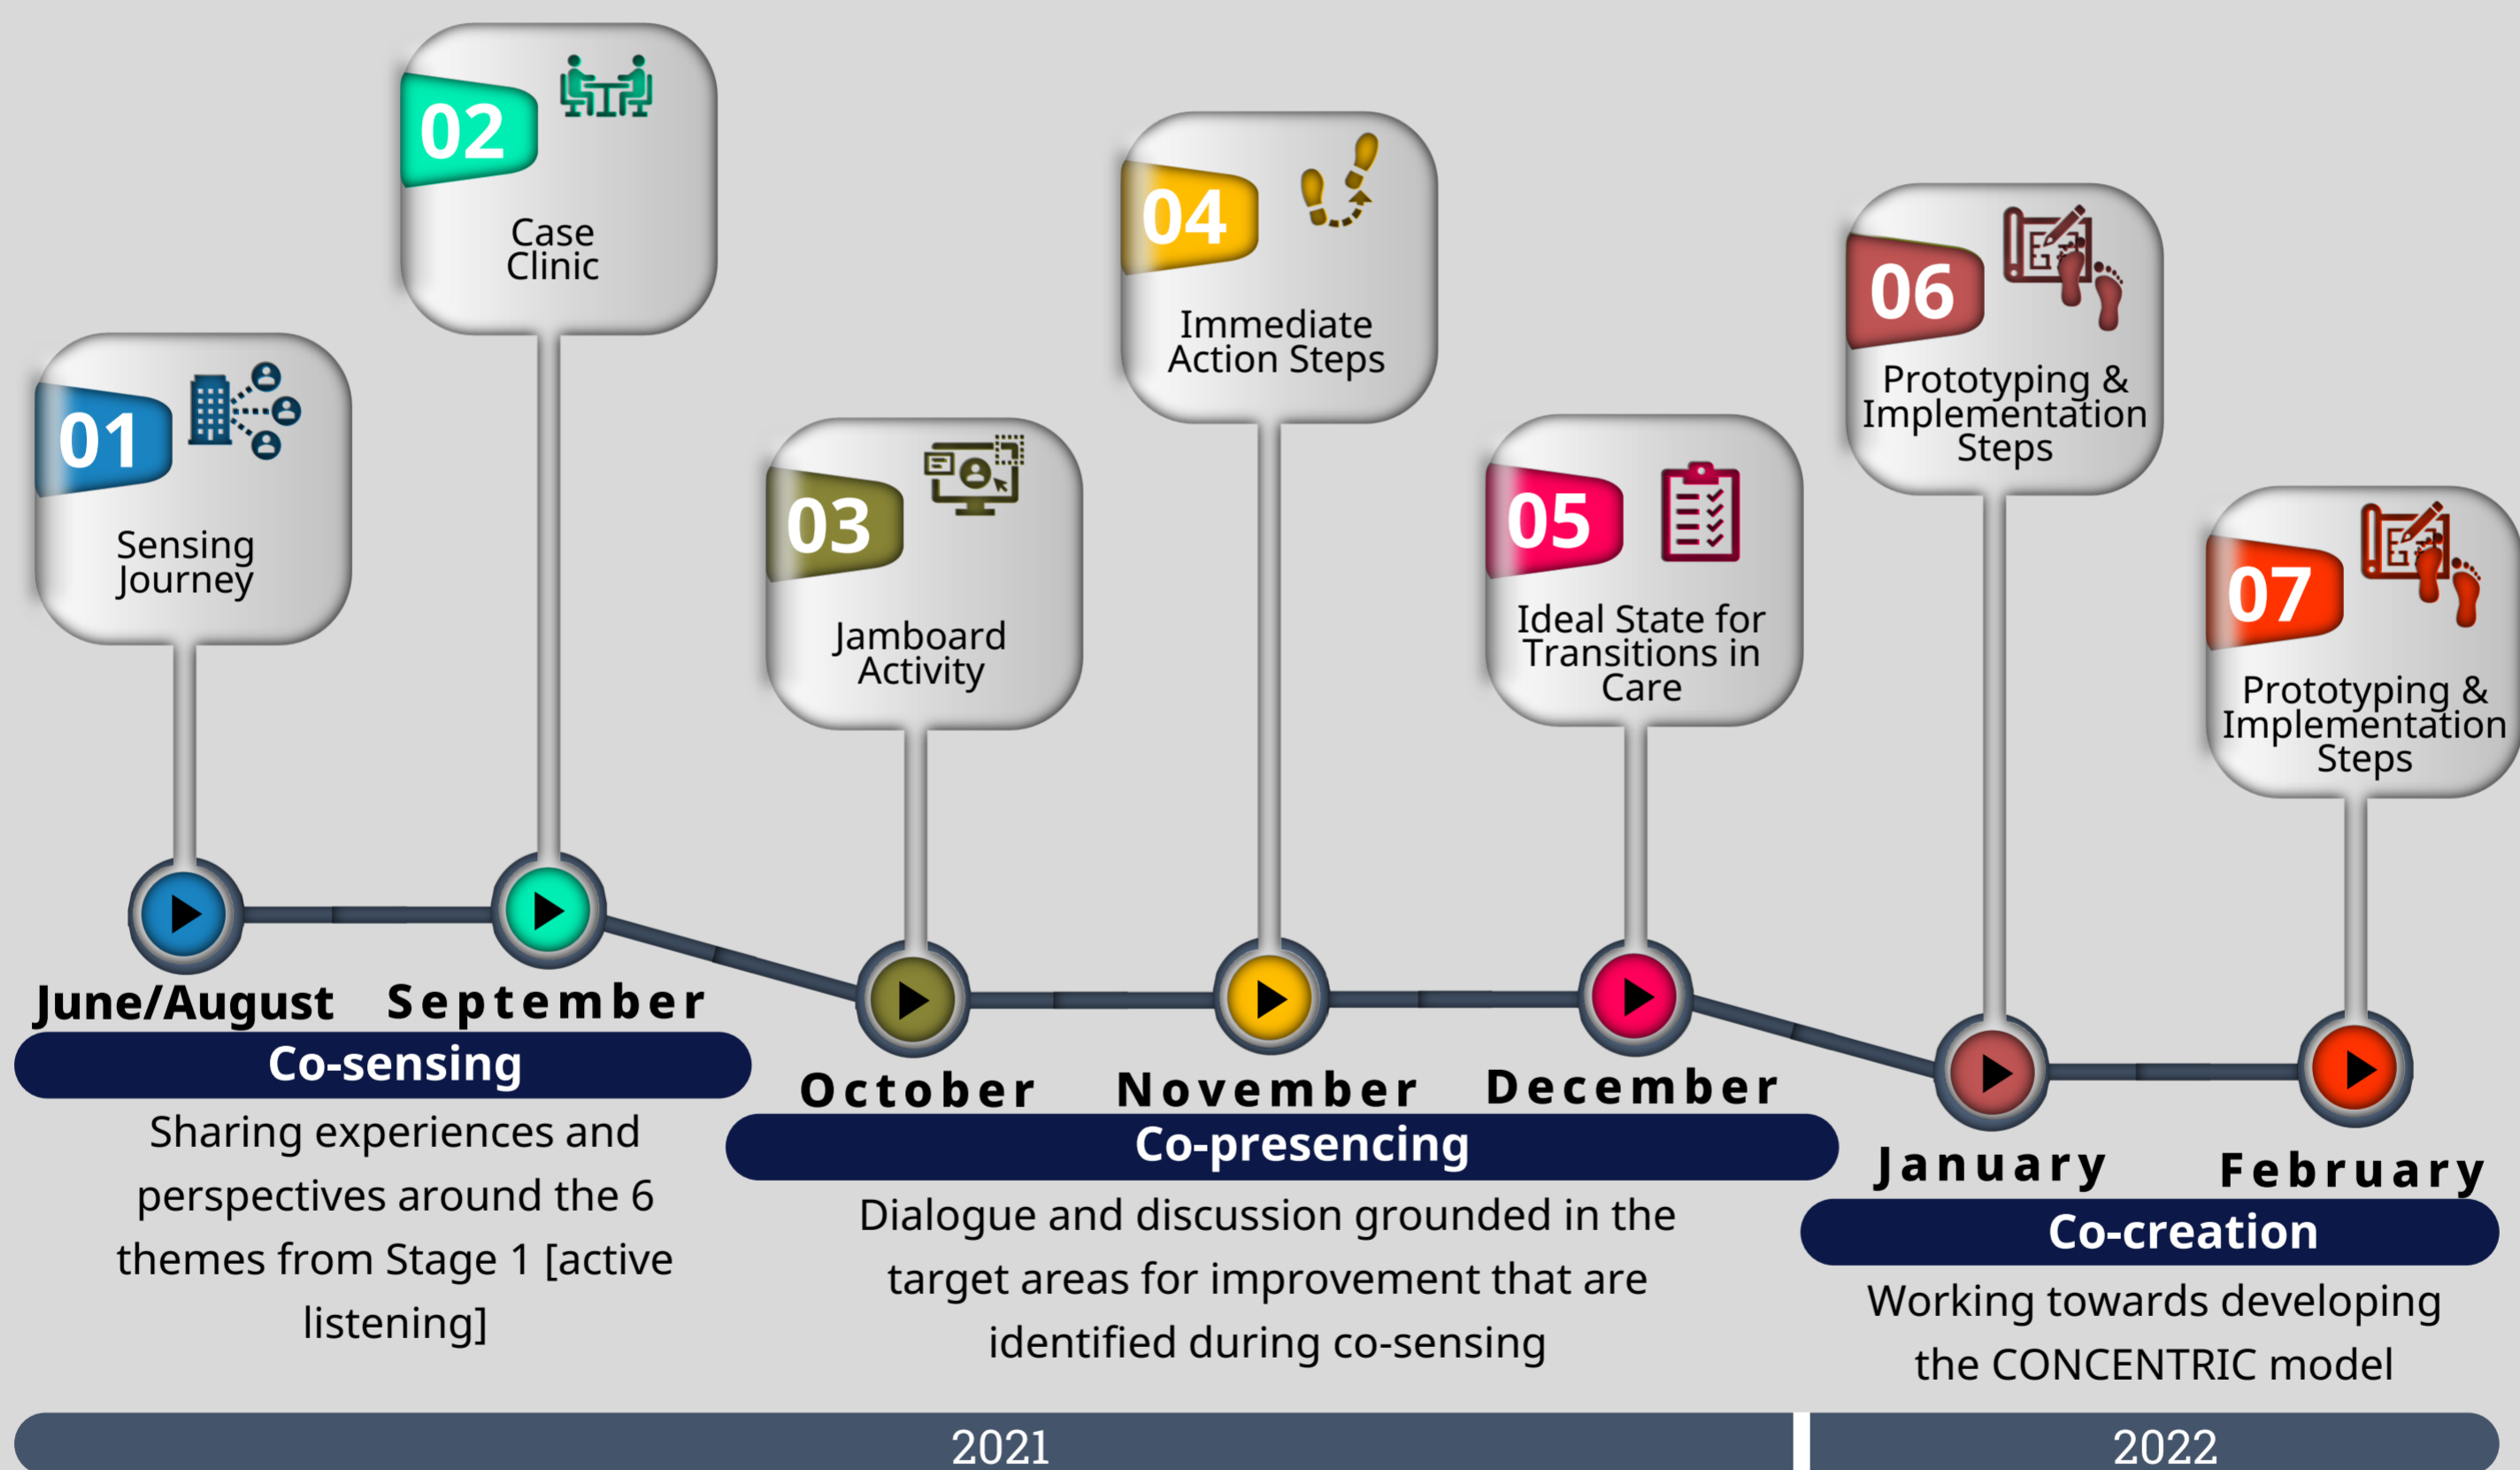 01
Sensing
Journey
02
Case
Clinic
03
Jamboard
Activity
04
Immediate
Action Steps
05
Ideal State for
Transitions in
Care
06
Prototyping &
Implementation
Steps
07
Prototyping &
Implementation
Steps
June/August
September
Co-sensing
Sharing experiences and
perspectives around the 6
themes from Stage 1 [active
listening]
October
November
December
Co-presencing
Dialogue and discussion grounded in the
target areas for improvement that are
identified during co-sensing
January
February
Co-creation
Working towards developing
the CONCENTRIC model
2021
2022